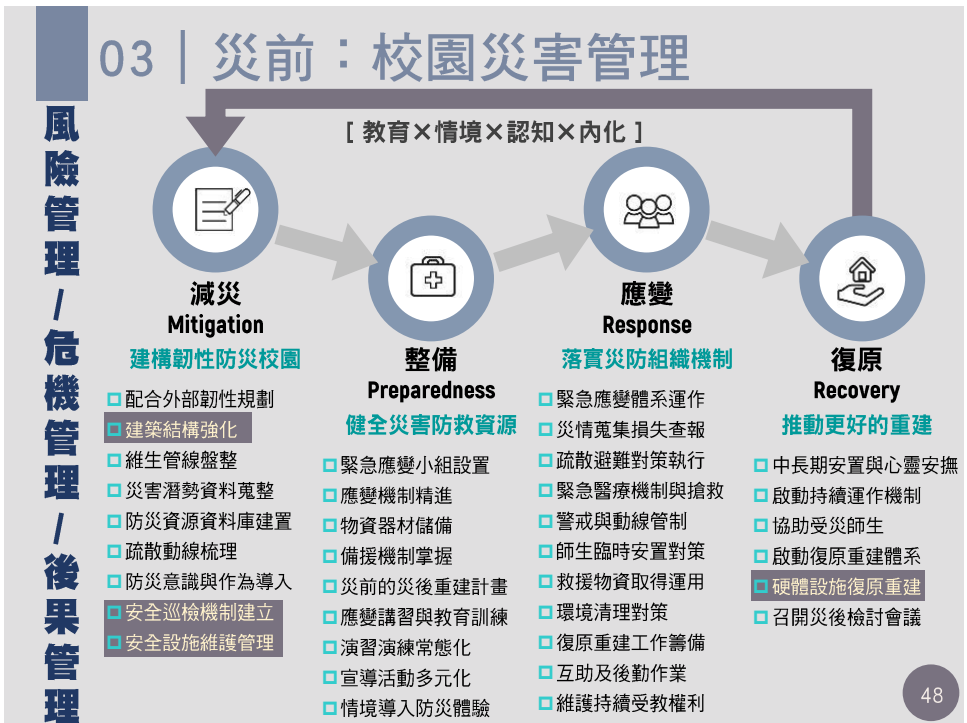 03｜災前：校園災害管理
風險管理/危機管理/後果管理
[ 教育×情境×認知×內化 ]
減災
Mitigation
建構韌性防災校園
配合外部韌性規劃
建築結構強化
維生管線盤整
災害潛勢資料蒐整
防災資源資料庫建置
疏散動線梳理
防災意識與作為導入
安全巡檢機制建立
安全設施維護管理
整備
Preparedness
健全災害防救資源
緊急應變小組設置
應變機制精進
物資器材儲備
備援機制掌握
災前的災後重建計畫
應變講習與教育訓練
演習演練常態化
宣導活動多元化
情境導入防災體驗
應變
Response
落實災防組織機制
緊急應變體系運作
災情蒐集損失查報
疏散避難對策執行
緊急醫療機制與搶救
警戒與動線管制
師生臨時安置對策
救援物資取得運用
環境清理對策
復原重建工作籌備
互助及後勤作業
維護持續受教權利
復原
Recovery
推動更好的重建
中長期安置與心靈安撫
啟動持續運作機制
協助受災師生
啟動復原重建體系
硬體設施復原重建
召開災後檢討會議
48